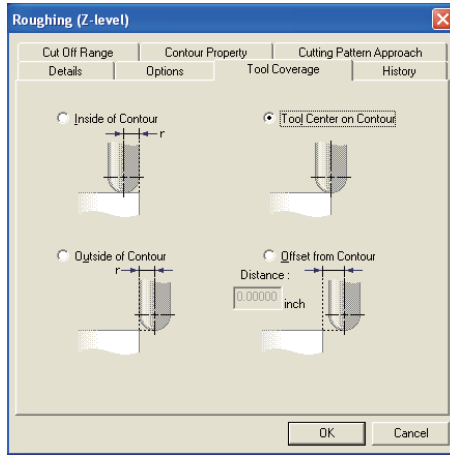 Roughing (Z-level)
Cut Off Range Contour Property Cutting Pattern Approach
Details Options Tool Coverage History
Inside of Contour Tool Center on Contour
r
Outside of Contour Offset from Contour
r Distance :
0.00000 inch
OK Cancel